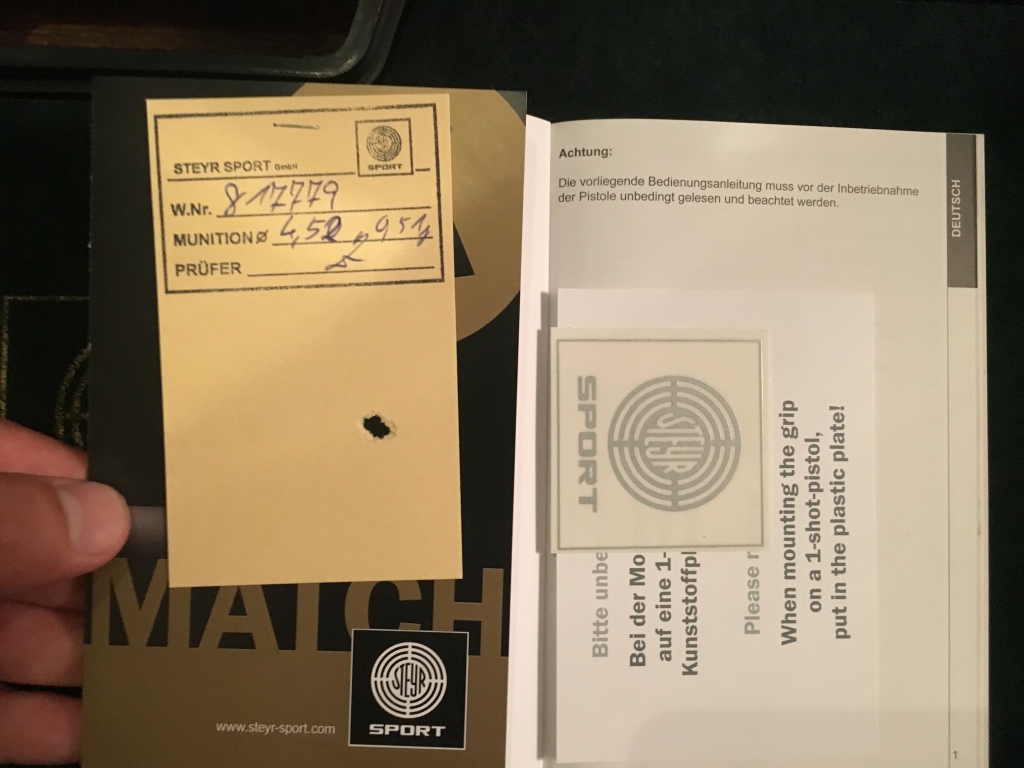 STEYR SPORT GmbH
SPORT
W.Nr. 817779
MUNITION Ø 4,52
PRÜFER
MATCH
STEYR
SPORT
www.steyr-sport.com
Achtung:
Die vorliegende Bedienungsanleitung muss vor der Inbetriebnahme
der Pistole unbedingt gelesen und beachtet werden.
DEUTSCH
STEYR
SPORT
Bitte unbe
Bei der Mo
auf eine 1-
Kunststoffpl
Please r
When mounting the grip
on a 1-shot-pistol,
put in the plastic plate!
1